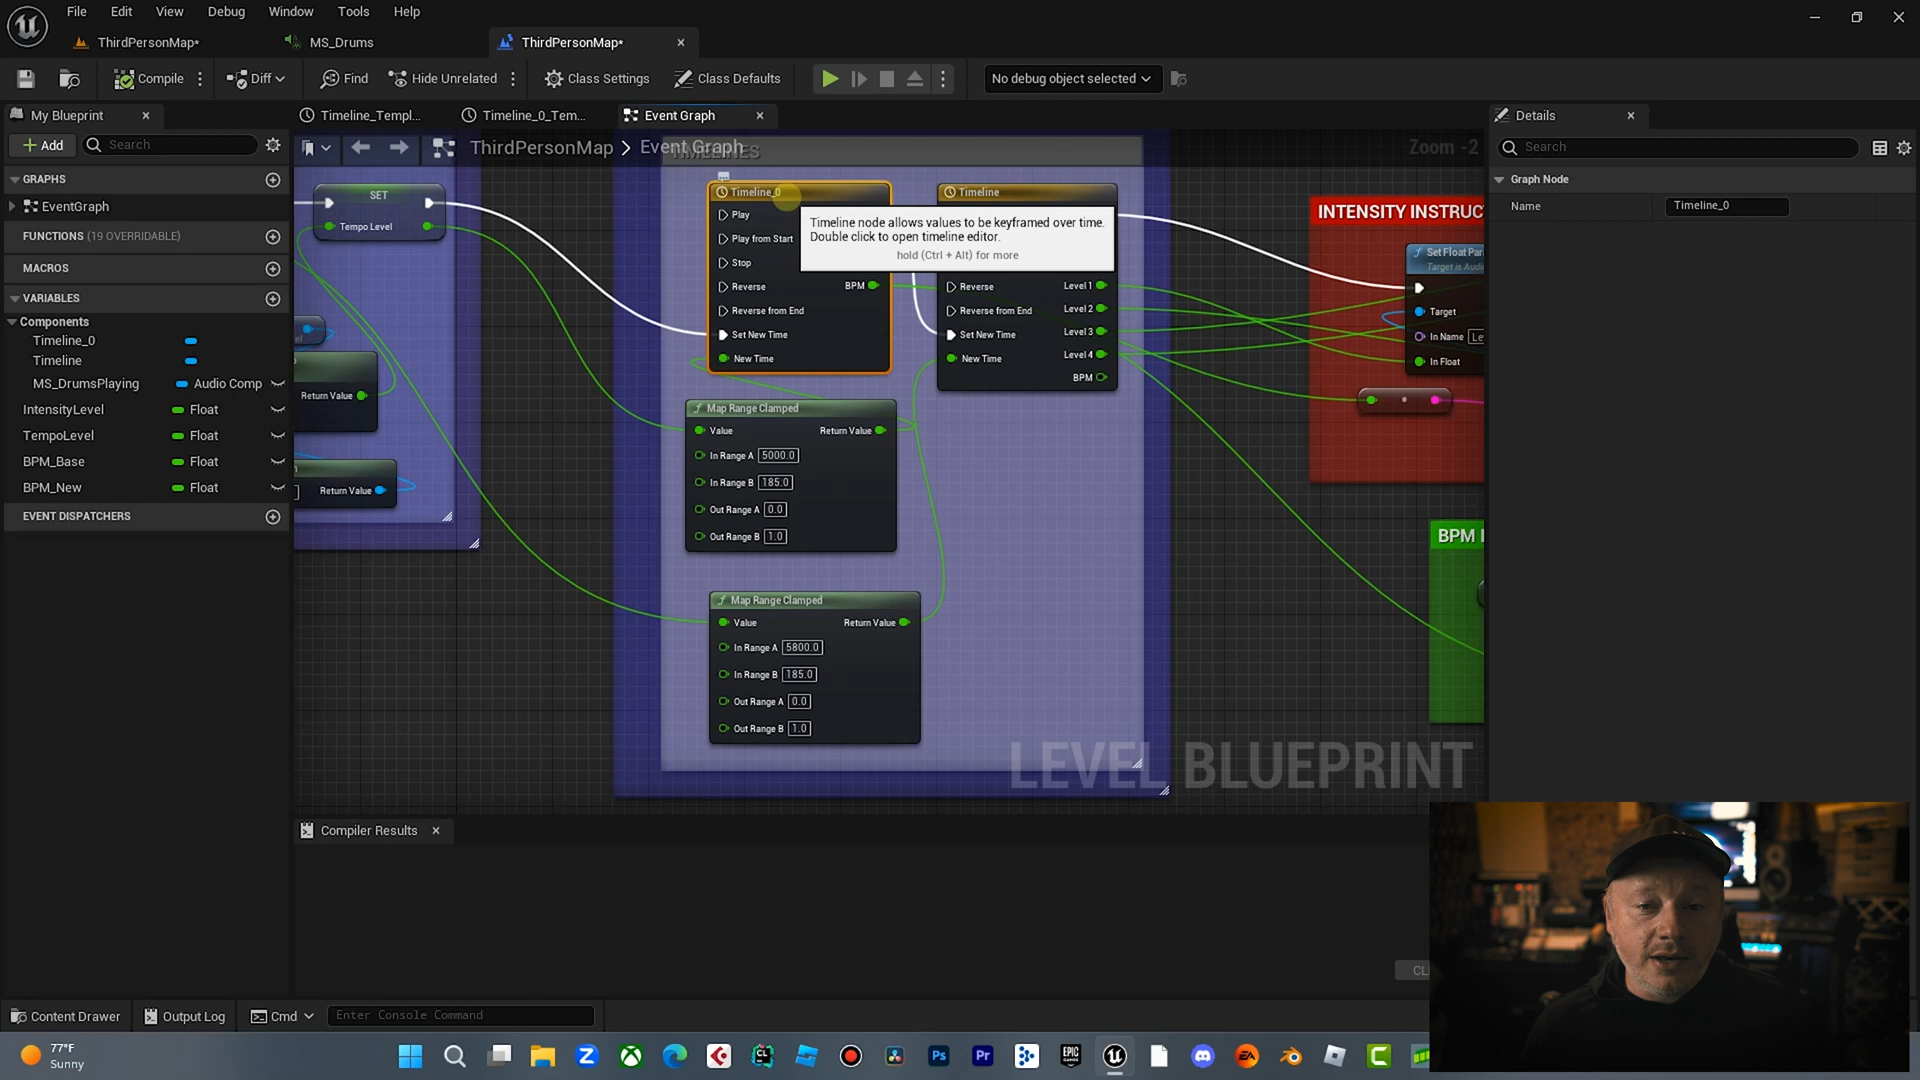 File Edit View Debug Window Tools Help
ThirdPersonMap* MS_Drums ThirdPersonMap*
Compile Diff Find Hide Unrelated Class Settings Class Defaults No debug object selected
My Blueprint Timeline_Templ... Timeline_0_Tem... Event Graph Details
Add Search ThirdPersonMap > Event Graph Zoom -2 Search
TIMELINES
GRAPHS
EventGraph
FUNCTIONS (19 OVERRIDABLE)
MACROS
VARIABLES
Components
Timeline_0
Timeline
MS_DrumsPlaying Audio Comp
IntensityLevel Float
TempoLevel Float
BPM_Base Float
BPM_New Float
EVENT DISPATCHERS
SET
Tempo Level
Return Value
Return Value
Timeline_0
Play
Play from Start
Stop
Reverse BPM
Reverse from End
Set New Time
New Time
Timeline node allows values to be keyframed over time.
Double click to open timeline editor.
hold (Ctrl + Alt) for more
Timeline
Reverse Level 1
Reverse from End Level 2
Set New Time Level 3
New Time Level 4
BPM
Map Range Clamped
Value Return Value
In Range A 5000.0
In Range B 185.0
Out Range A 0.0
Out Range B 1.0
Map Range Clamped
Value Return Value
In Range A 5800.0
In Range B 185.0
Out Range A 0.0
Out Range B 1.0
INTENSITY INSTRUC
Set Float Par
Target is Audi
Target
In Name Le
In Float
BPM
LEVEL BLUEPRINT
Graph Node
Name Timeline_0
Compiler Results
CL
Content Drawer Output Log Cmd Enter Console Command
77°F
Sunny